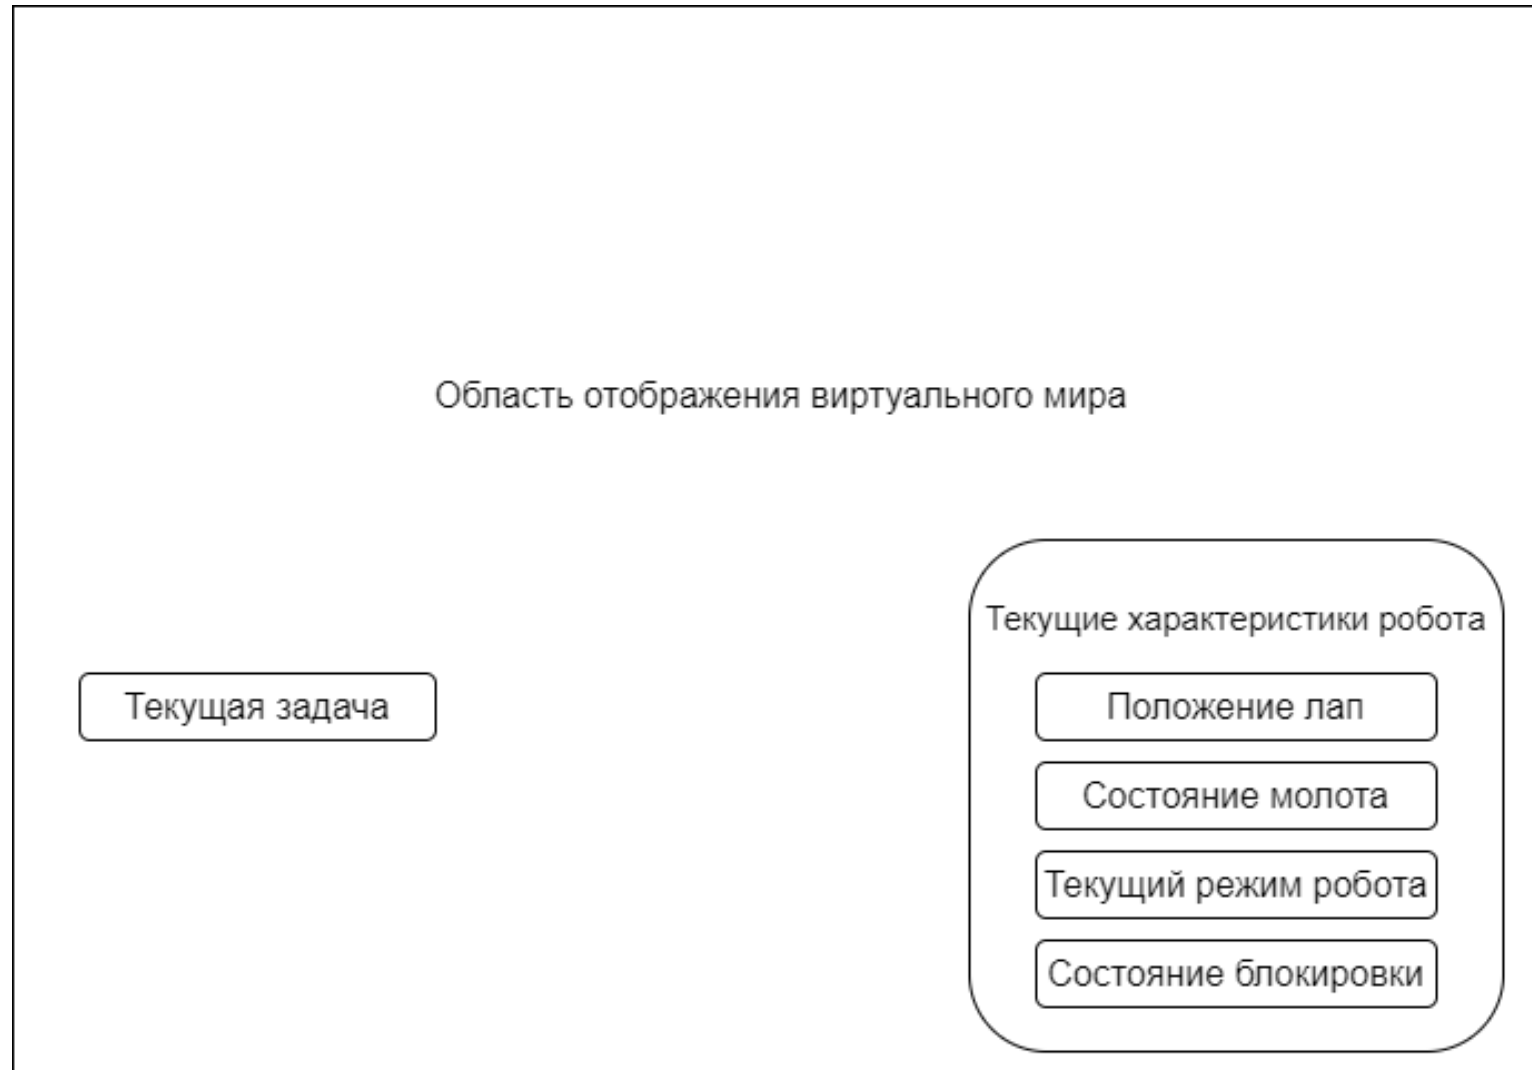 Область отображения виртуального мира
Текущая задача
Текущие характеристики робота
Положение лап
Состояние молота
Текущий режим робота
Состояние блокировки